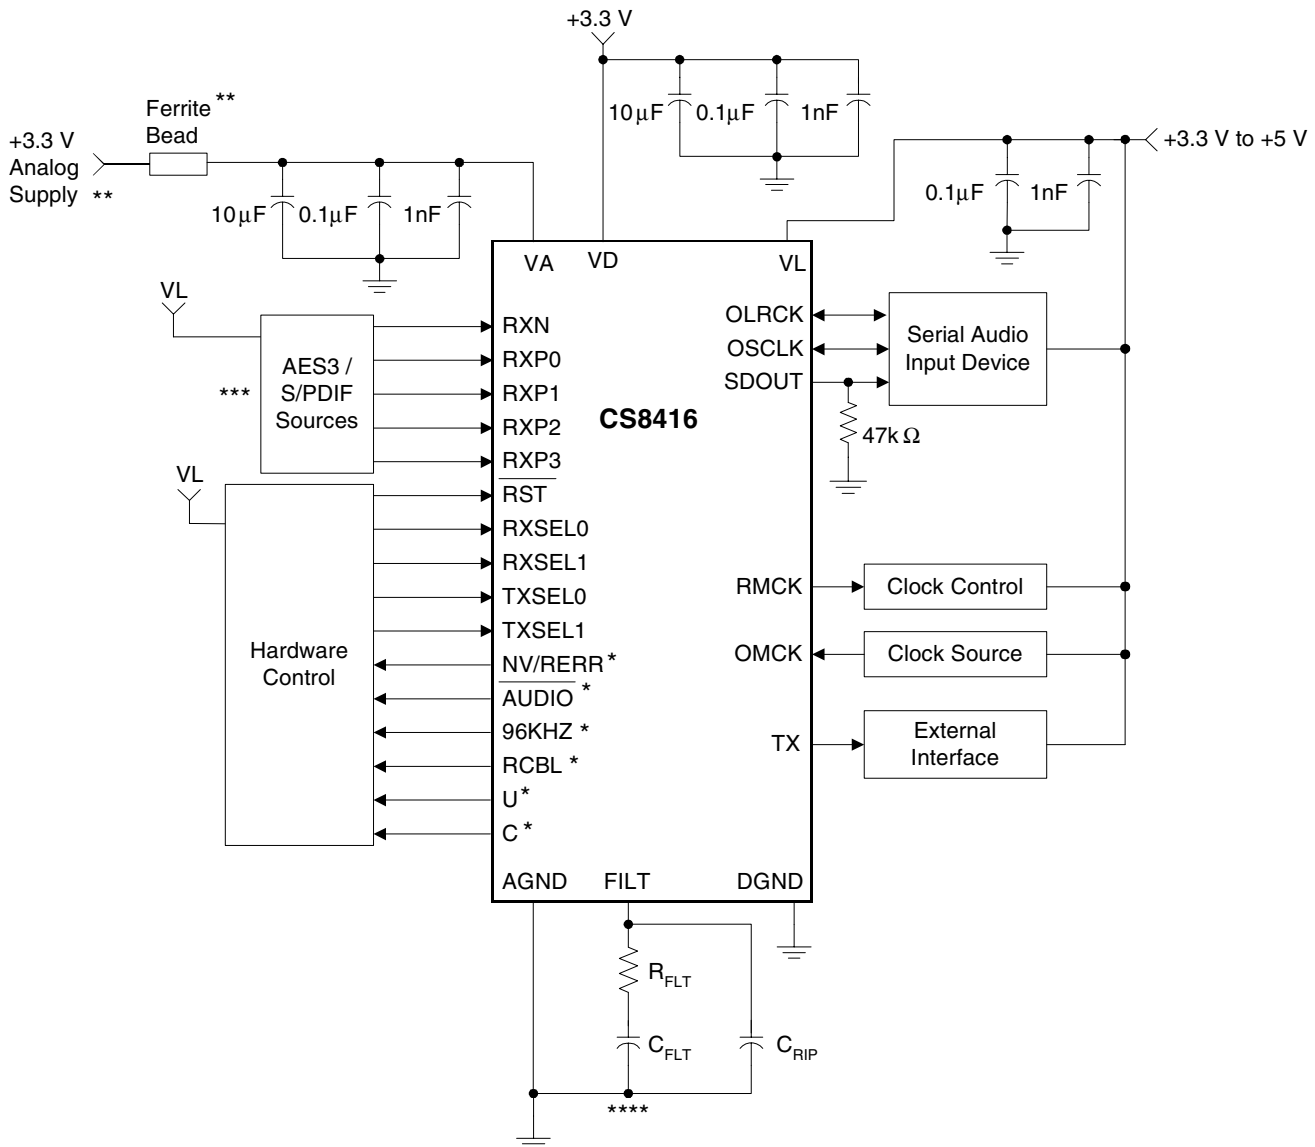 +3.3 V
Ferrite **
Bead
+3.3 V
Analog
Supply **
10µF
0.1µF
1nF
10µF
0.1µF
1nF
+3.3 V to +5 V
0.1µF
1nF
VA
VD
VL
VL
AES3 /
S/PDIF
Sources
***
RXN
RXP0
RXP1
RXP2
RXP3
CS8416
OLRCK
OSCLK
SDOUT
Serial Audio
Input Device
47k Ω
VL
Hardware
Control
RST
RXSEL0
RXSEL1
TXSEL0
TXSEL1
NV/RERR*
AUDIO *
96KHZ *
RCBL *
U*
C*
RMCK
Clock Control
OMCK
Clock Source
TX
External
Interface
AGND
FILT
DGND
RFLT
CFLT
CRIP
****